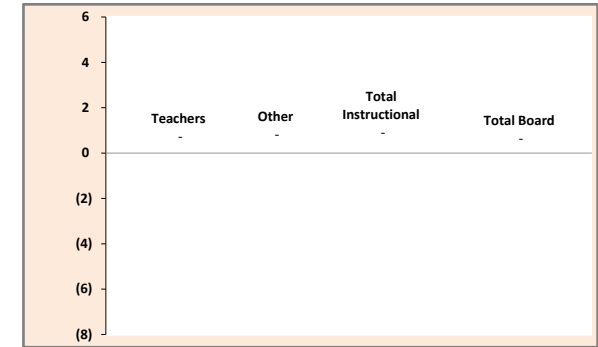 6
4
2
0
(2)
(4)
(6)
(8)
Teachers
-
Other
-
Total
Instructional
-
Total Board
-